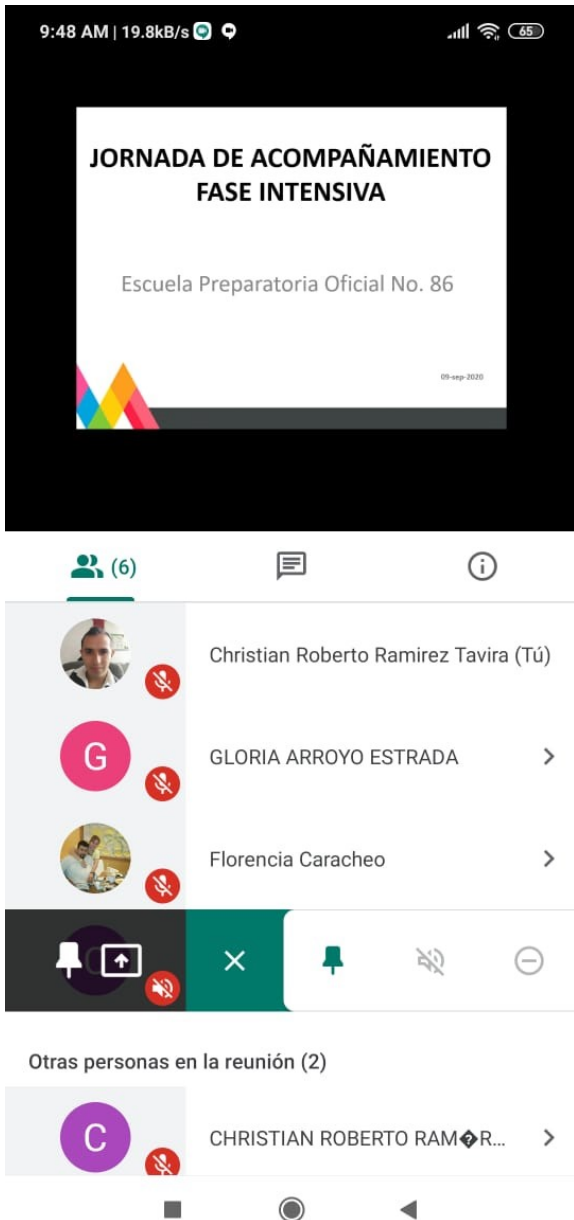 9:48 AM | 19.8kB/s
65
JORNADA DE ACOMPAÑAMIENTO
FASE INTENSIVA
Escuela Preparatoria Oficial No. 86
09-sep-2020
(6)
Christian Roberto Ramirez Tavira (Tú)
G
GLORIA ARROYO ESTRADA
Florencia Caracheo
Otras personas en la reunión (2)
C
CHRISTIAN ROBERTO RAM�R...